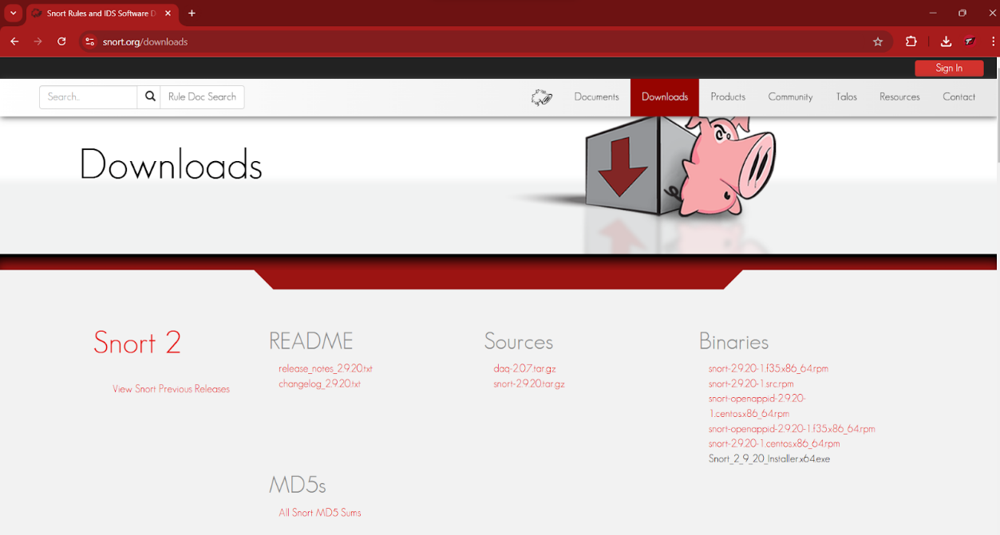 Snort Rules and IDS Software D
snort.org/downloads
Sign In
Search..
Rule Doc Search
Documents
Downloads
Products
Community
Talos
Resources
Contact
Downloads
Snort 2
View Snort Previous Releases
README
release_notes_2.9.20.txt
changelog_2.9.20.txt
Sources
daq-2.0.7.tar.gz
snort-2.9.20.tar.gz
Binaries
snort-2.9.20-1.f35.x86_64.rpm
snort-2.9.20-1.src.rpm
snort-openappid-2.9.20-
1.centos.x86_64.rpm
snort-openappid-2.9.20-1.f35.x86_64.rpm
snort-2.9.20-1.centos.x86_64.rpm
Snort_2_9_20_Installer.x64.exe
MD5s
All Snort MD5 Sums